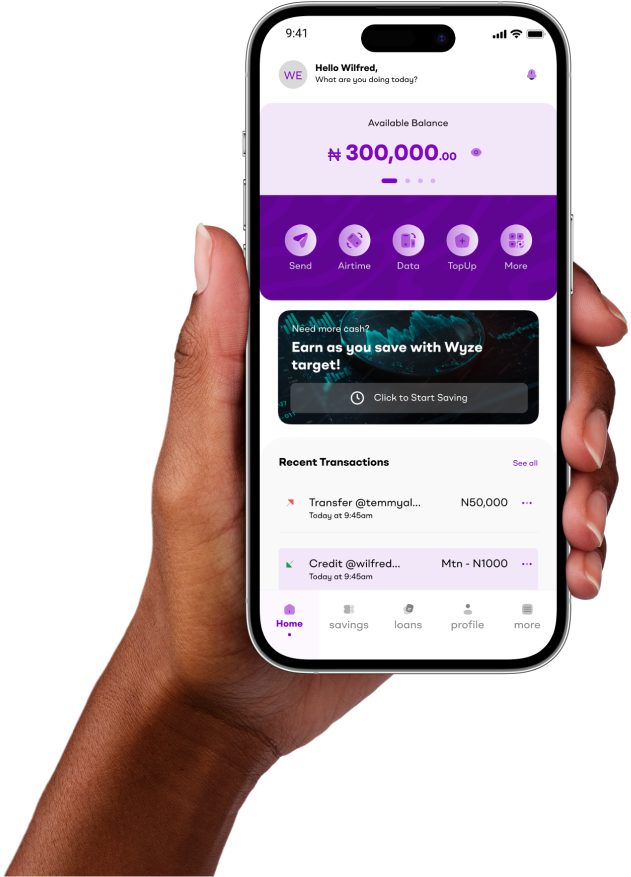 9:41
WE
Hello Wilfred,
What are you doing today?
Available Balance
₦ 300,000.00
Send Airtime Data TopUp More
Need more cash?
Earn as you save with Wyze
target!
Click to Start Saving
Recent Transactions See all
Transfer @temmyal... N50,000
Today at 9:45am
Credit @wilfred... Mtn - N1000
Today at 9:45am
Home savings loans profile more